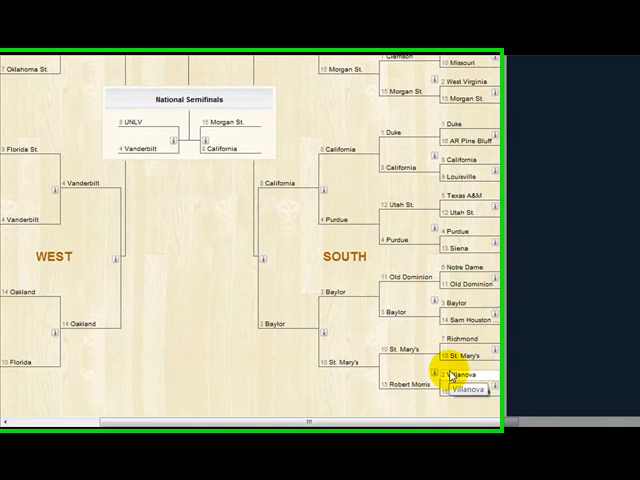 Clemson
10 Missouri
7 Oklahoma St.
15 Morgan St.
2 West Virginia
15 Morgan St.
15 Morgan St.
National Semifinals
8 UNLV
15 Morgan St.
4 Vanderbilt
8 California
1 Duke
1 Duke
16 AR Pine Bluff
9 Florida St.
8 California
8 California
9 Louisville
8 California
4 Vanderbilt
8 California
5 Texas A&M
12 Utah St.
12 Utah St.
4 Vanderbilt
4 Purdue
4 Purdue
4 Purdue
13 Siena
WEST
SOUTH
6 Notre Dame
11 Old Dominion
11 Old Dominion
14 Oakland
3 Baylor
3 Baylor
3 Baylor
14 Sam Houston ...
14 Oakland
3 Baylor
7 Richmond
10 St. Mary's
10 St. Mary's
10 Florida
10 St. Mary's
2 Villanova
15 Robert Morris
Villanova